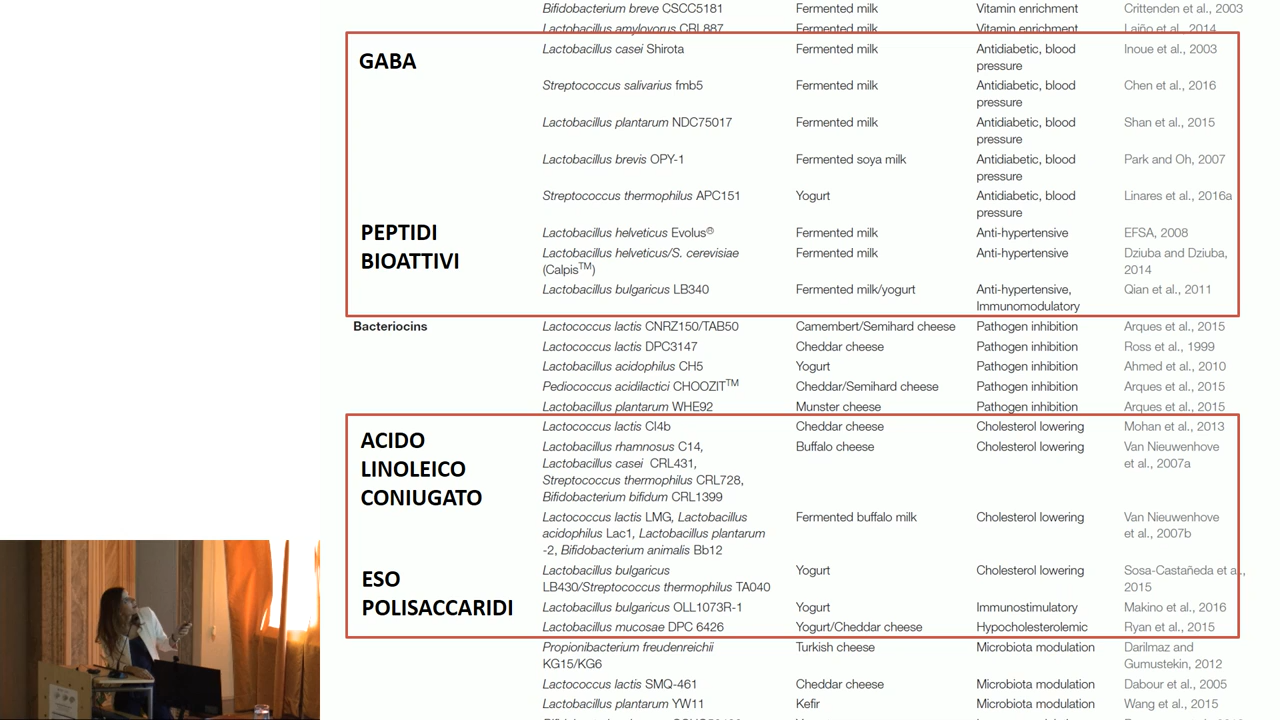 Bifidobacterium breve CSCC5181 Fermented milk Vitamin enrichment Crittenden et al., 2003
Lactobacillus amylovorus CRL887 Fermented milk Vitamin enrichment Laiño et al., 2014
GABA Lactobacillus casei Shirota Fermented milk Antidiabetic, blood Inoue et al., 2003
pressure
Streptococcus salivarius fmb5 Fermented milk Antidiabetic, blood Chen et al., 2016
pressure
Lactobacillus plantarum NDC75017 Fermented milk Antidiabetic, blood Shan et al., 2015
pressure
Lactobacillus brevis OPY-1 Fermented soya milk Antidiabetic, blood Park and Oh, 2007
pressure
Streptococcus thermophilus APC151 Yogurt Antidiabetic, blood Linares et al., 2016a
pressure
PEPTIDI Lactobacillus helveticus Evolus® Fermented milk Anti-hypertensive EFSA, 2008
BIOATTIVI Lactobacillus helveticus/S. cerevisiae Fermented milk Anti-hypertensive Dziuba and Dziuba,
(Calpis™) 2014
Lactobacillus bulgaricus LB340 Fermented milk/yogurt Anti-hypertensive, Qian et al., 2011
Immunomodulatory
Bacteriocins Lactococcus lactis CNRZ150/TAB50 Camembert/Semihard cheese Pathogen inhibition Arques et al., 2015
Lactococcus lactis DPC3147 Cheddar cheese Pathogen inhibition Ross et al., 1999
Lactobacillus acidophilus CH5 Yogurt Pathogen inhibition Ahmed et al., 2010
Pediococcus acidilactici CHOOZIT™ Cheddar/Semihard cheese Pathogen inhibition Arques et al., 2015
Lactobacillus plantarum WHE92 Munster cheese Pathogen inhibition Arques et al., 2015
ACIDO Lactococcus lactis CI4b Cheddar cheese Cholesterol lowering Mohan et al., 2013
LINOLEICO Lactobacillus rhamnosus C14, Buffalo cheese Cholesterol lowering Van Nieuwenhove
CONIUGATO Lactobacillus casei CRL431, et al., 2007a
Streptococcus thermophilus CRL728,
Bifidobacterium bifidum CRL1399
Lactococcus lactis LMG, Lactobacillus Fermented buffalo milk Cholesterol lowering Van Nieuwenhove
acidophilus Lac1, Lactobacillus plantarum et al., 2007b
-2, Bifidobacterium animalis Bb12
ESO Lactobacillus bulgaricus Yogurt Cholesterol lowering Sosa-Castañeda et a.,
POLISACCARIDI LB430/Streptococcus thermophilus TA040 2015
Lactobacillus bulgaricus OLL1073R-1 Yogurt Immunostimulatory Makino et al., 2016
Lactobacillus mucosae DPC 6426 Yogurt/Cheddar cheese Hypocholesterolemic Ryan et al., 2015
Propionibacterium freudenreichii Turkish cheese Microbiota modulation Darilmaz and
KG15/KG6 Gumustekin, 2012
Lactococcus lactis SMQ-461 Cheddar cheese Microbiota modulation Dabour et al., 2005
Lactobacillus plantarum YW11 Kefir Microbiota modulation Wang et al., 2015